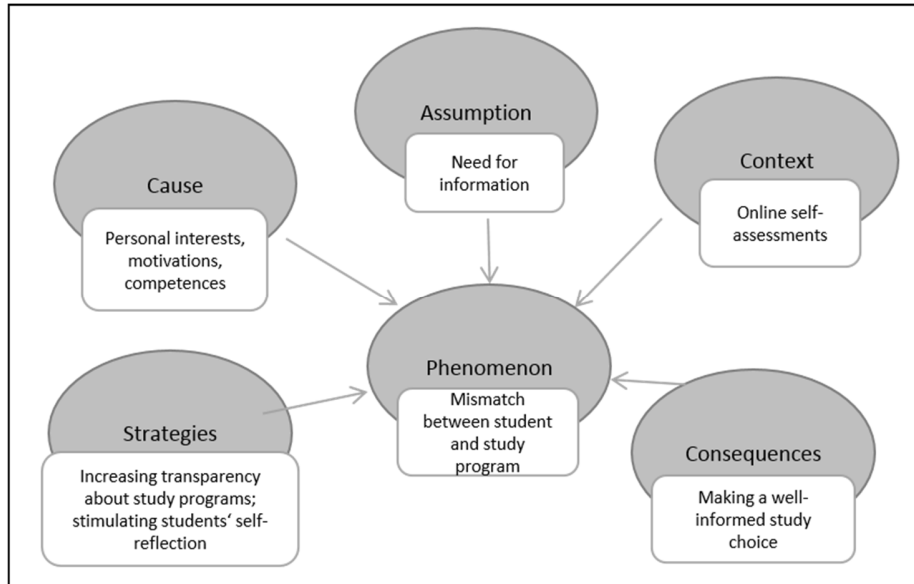 Assumption
Need for
information
Cause
Personal interests,
motivations,
competences
Context
Online self-
assessments
Phenomenon
Mismatch
between student
and study
program
Strategies
Increasing transparency
about study programs;
stimulating students‘ self-
reflection
Consequences
Making a well-
informed study
choice